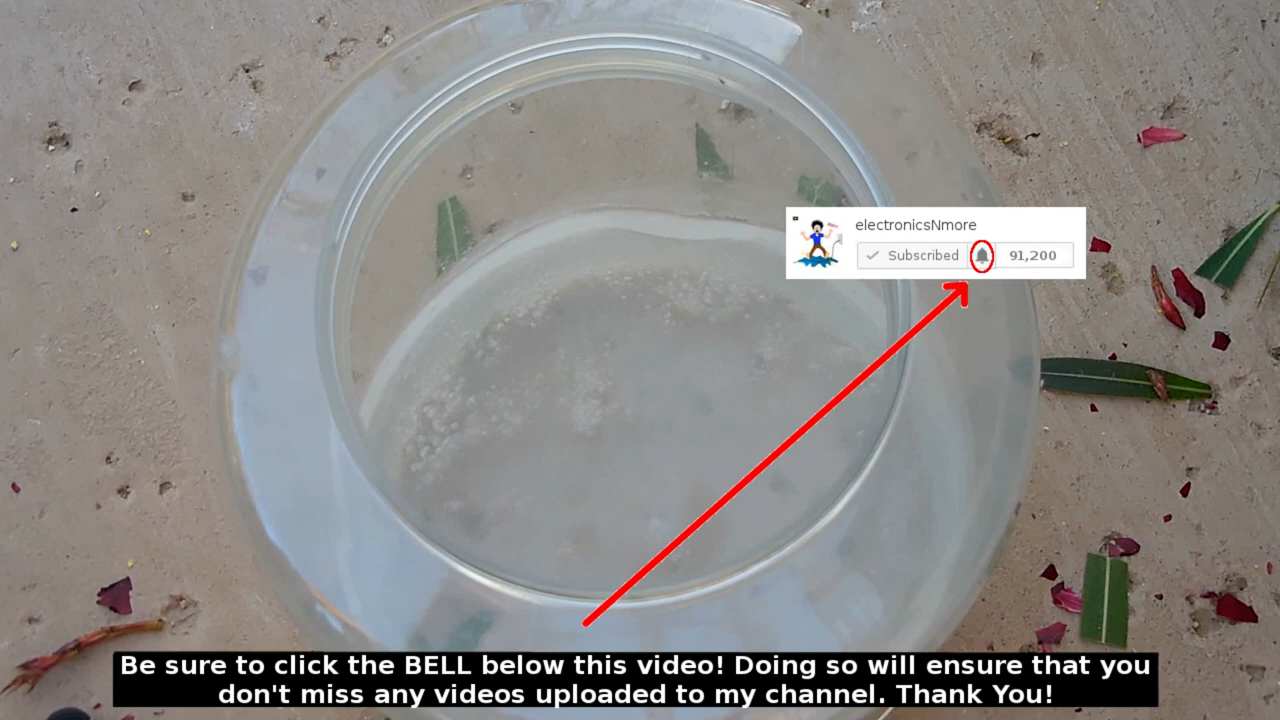 electronicsNmore
Subscribed 91,200
Be sure to click the BELL below this video! Doing so will ensure that you
don't miss any videos uploaded to my channel. Thank You!